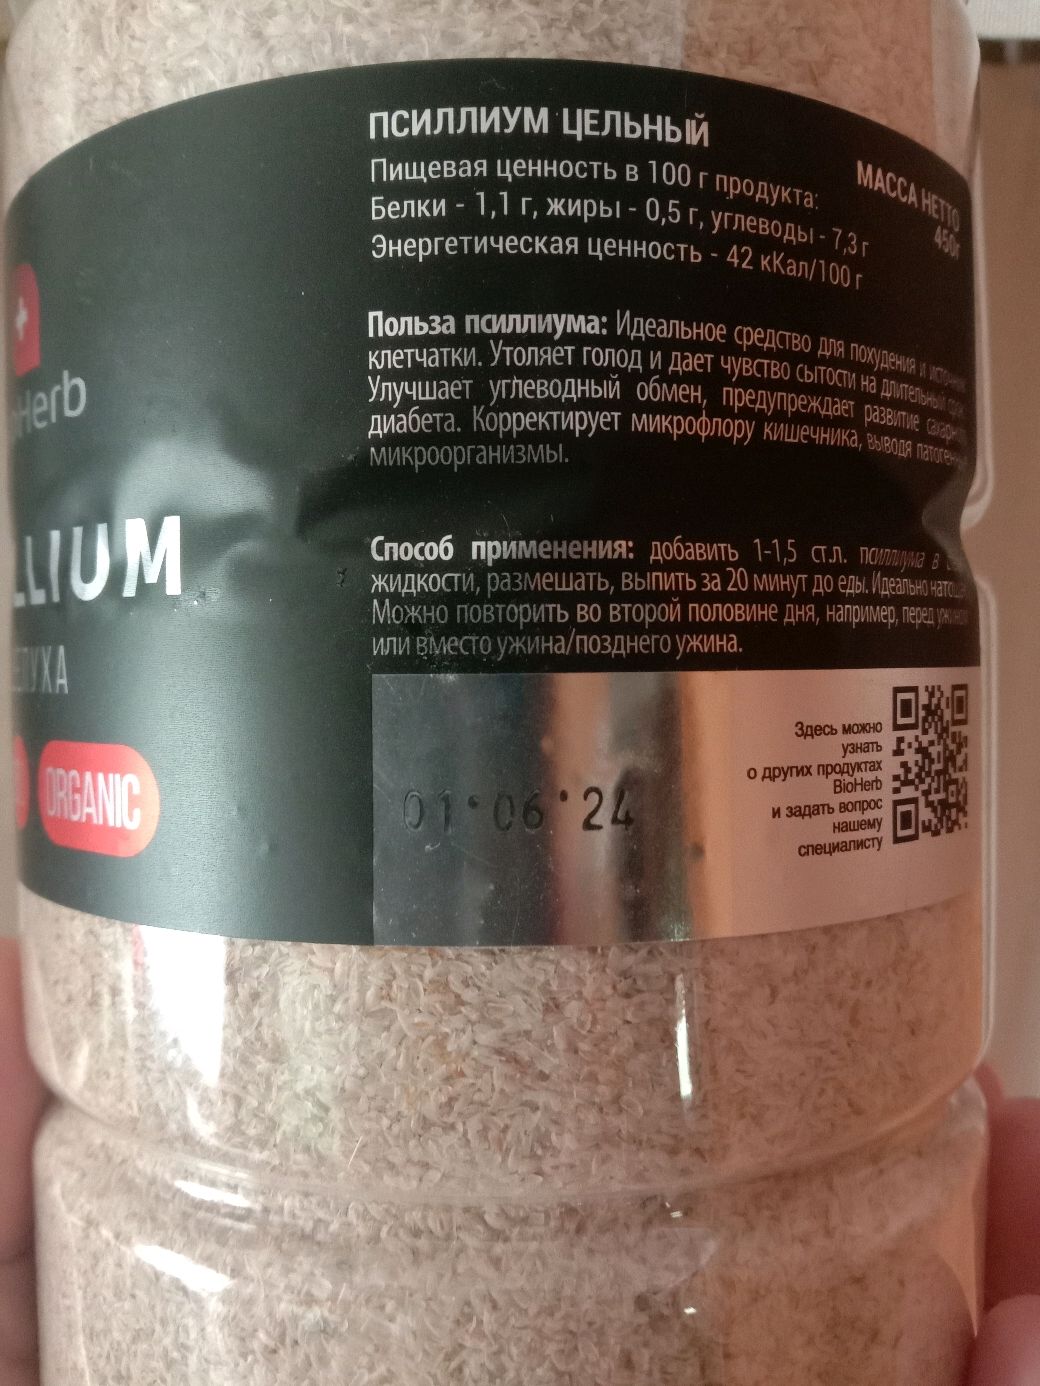 ПСИЛЛИУМ ЦЕЛЬНЫЙ
Пищевая ценность в 100 г продукта:
Белки - 1,1 г, жиры - 0,5 г, углеводы - 7,3 г
Энергетическая ценность - 42 кКал/100 г
МАССА НЕТТО
450г
Польза псиллиума: Идеальное средство для похудения и
клетчатки. Утоляет голод и дает чувство сытости на длительный
Улучшает углеводный обмен, предупреждает развитие
диабета. Корректирует микрофлору кишечника, выводя
микроорганизмы.
Способ применения: добавить 1-1,5 ст.л. псиллиума в
жидкости, размешать, выпить за 20 минут до еды. Идеально
Можно повторить во второй половине дня, например, перед
или вместо ужина/позднего ужина.
Herb
LLIUM
ЕЛУХА
ORGANIC
01·06·24
Здесь можно
узнать
о других продуктах
BioHerb
и задать вопрос
нашему
специалисту